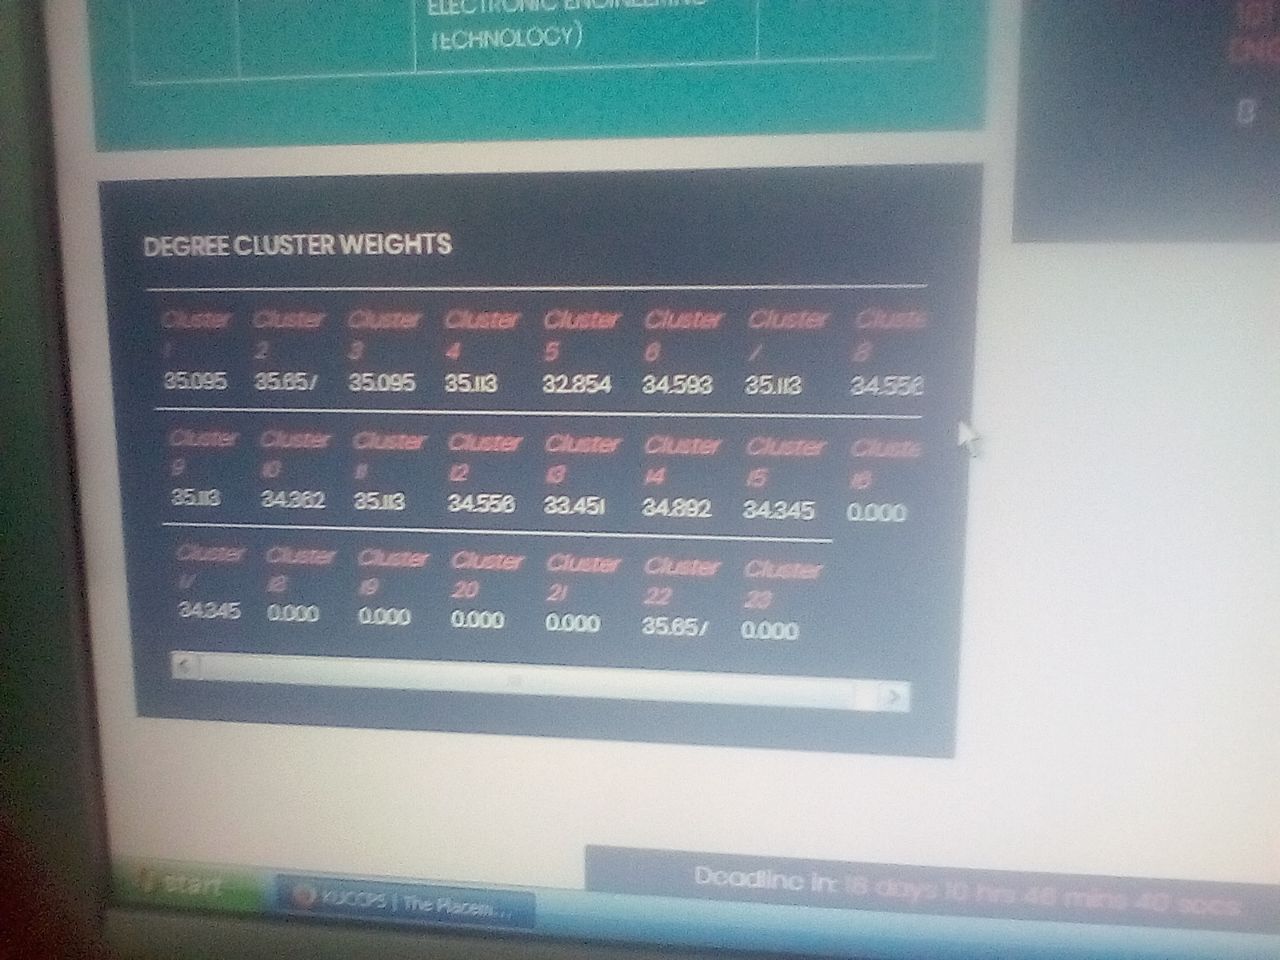 ELECTRONIC ENGINEERING
TECHNOLOGY)
DEGREE CLUSTER WEIGHTS
Cluster Cluster Cluster Cluster Cluster Cluster Cluster Cluste
1 2 3 4 5 6 7 8
35.095 35.657 35.095 35.113 32.854 34.593 35.113 34.556
Cluster Cluster Cluster Cluster Cluster Cluster Cluster Cluste
9 10 11 12 13 14 15 16
35.113 34.362 35.113 34.556 33.451 34.892 34.345 0.000
Cluster Cluster Cluster Cluster Cluster Cluster Cluster
17 18 19 20 21 22 23
34.345 0.000 0.000 0.000 0.000 35.657 0.000
Deadline in: 18 days 10 hrs 46 mins 40 secs
start
KUCCPS | The Placem...